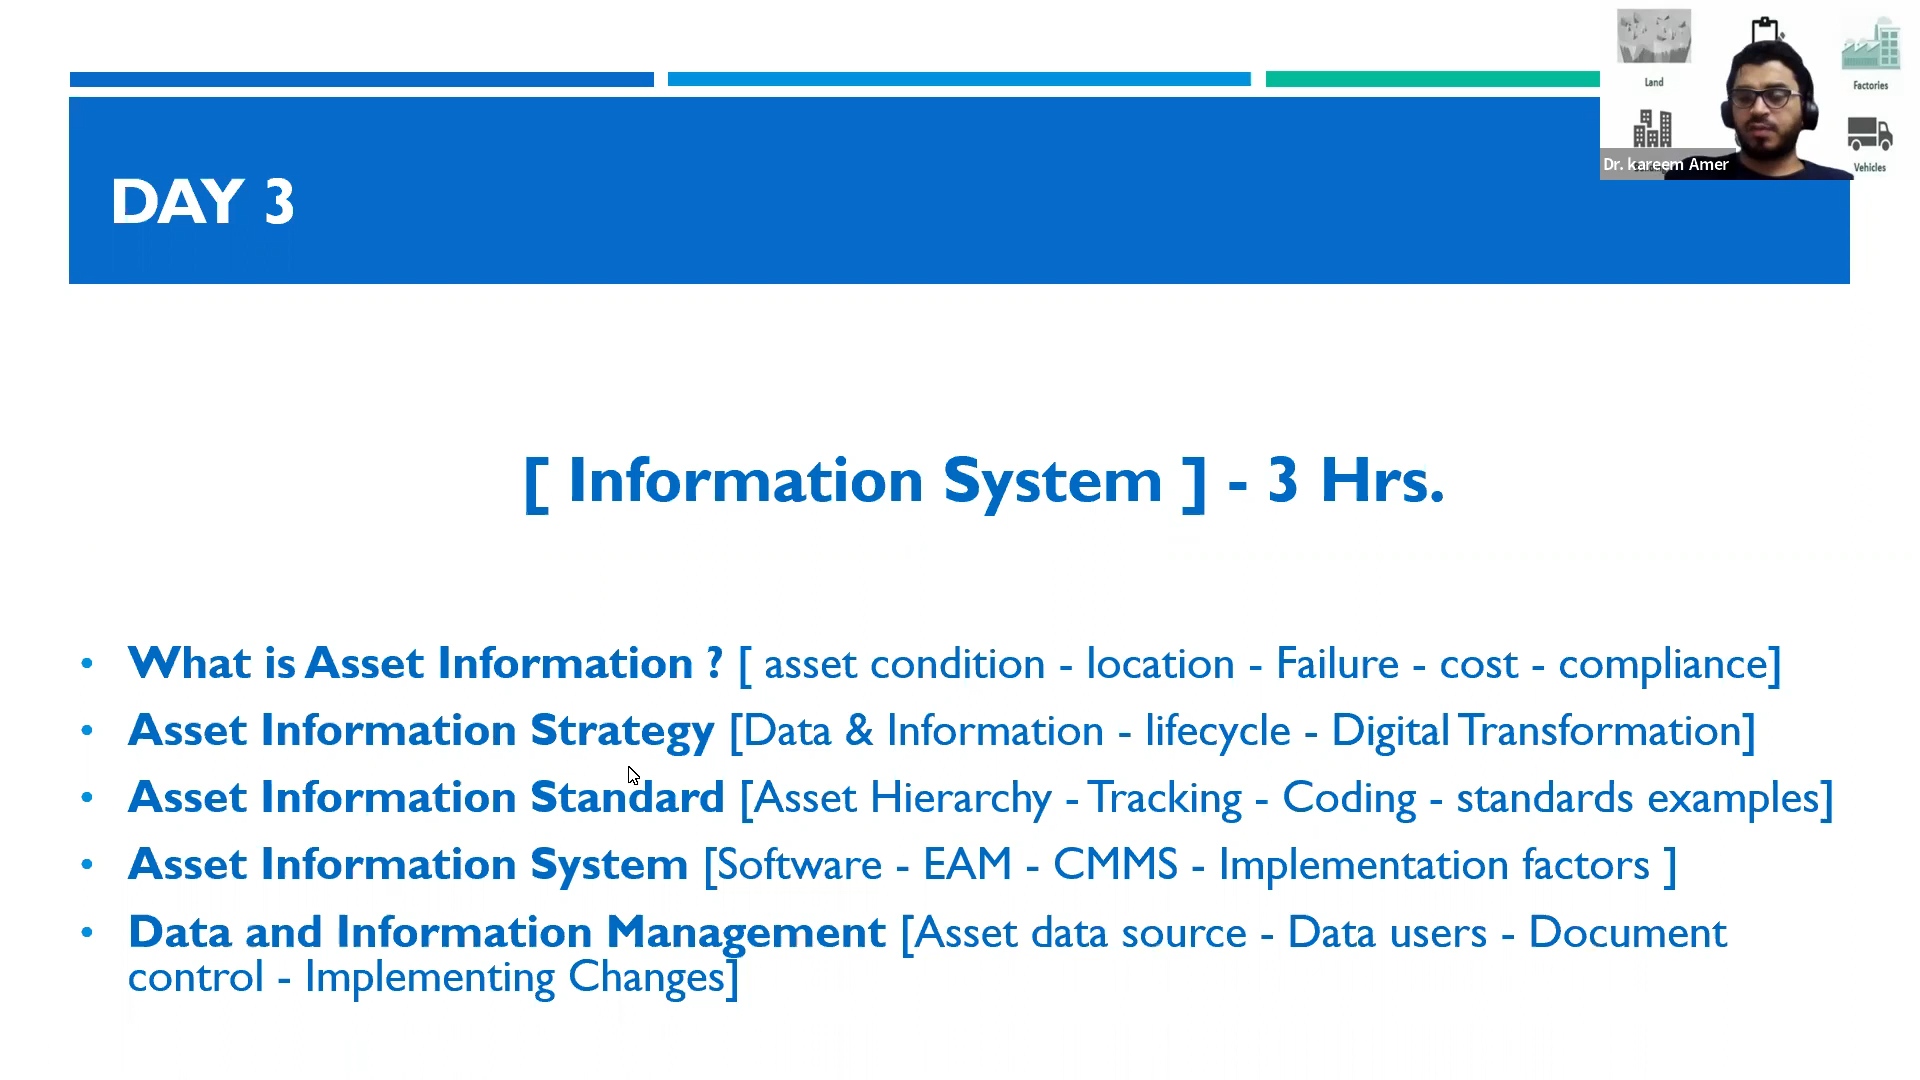 Land
Factories
Dr. kareem Amer
Vehicles
DAY 3
[ Information System ] - 3 Hrs.
• What is Asset Information ? [ asset condition - location - Failure - cost - compliance]
• Asset Information Strategy [Data & Information - lifecycle - Digital Transformation]
• Asset Information Standard [Asset Hierarchy - Tracking - Coding - standards examples]
• Asset Information System [Software - EAM - CMMS - Implementation factors ]
• Data and Information Management [Asset data source - Data users - Document
control - Implementing Changes]